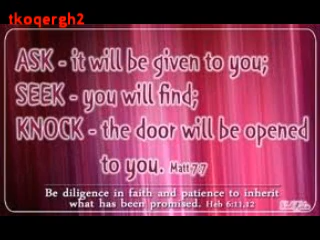 tkoqergh2
ASK - it will be given to you;
SEEK - you will find;
KNOCK - the door will be opened
to you. Matt 7:7
Be diligence in faith and patience to inherit
what has been promised. Heb 6:11,12